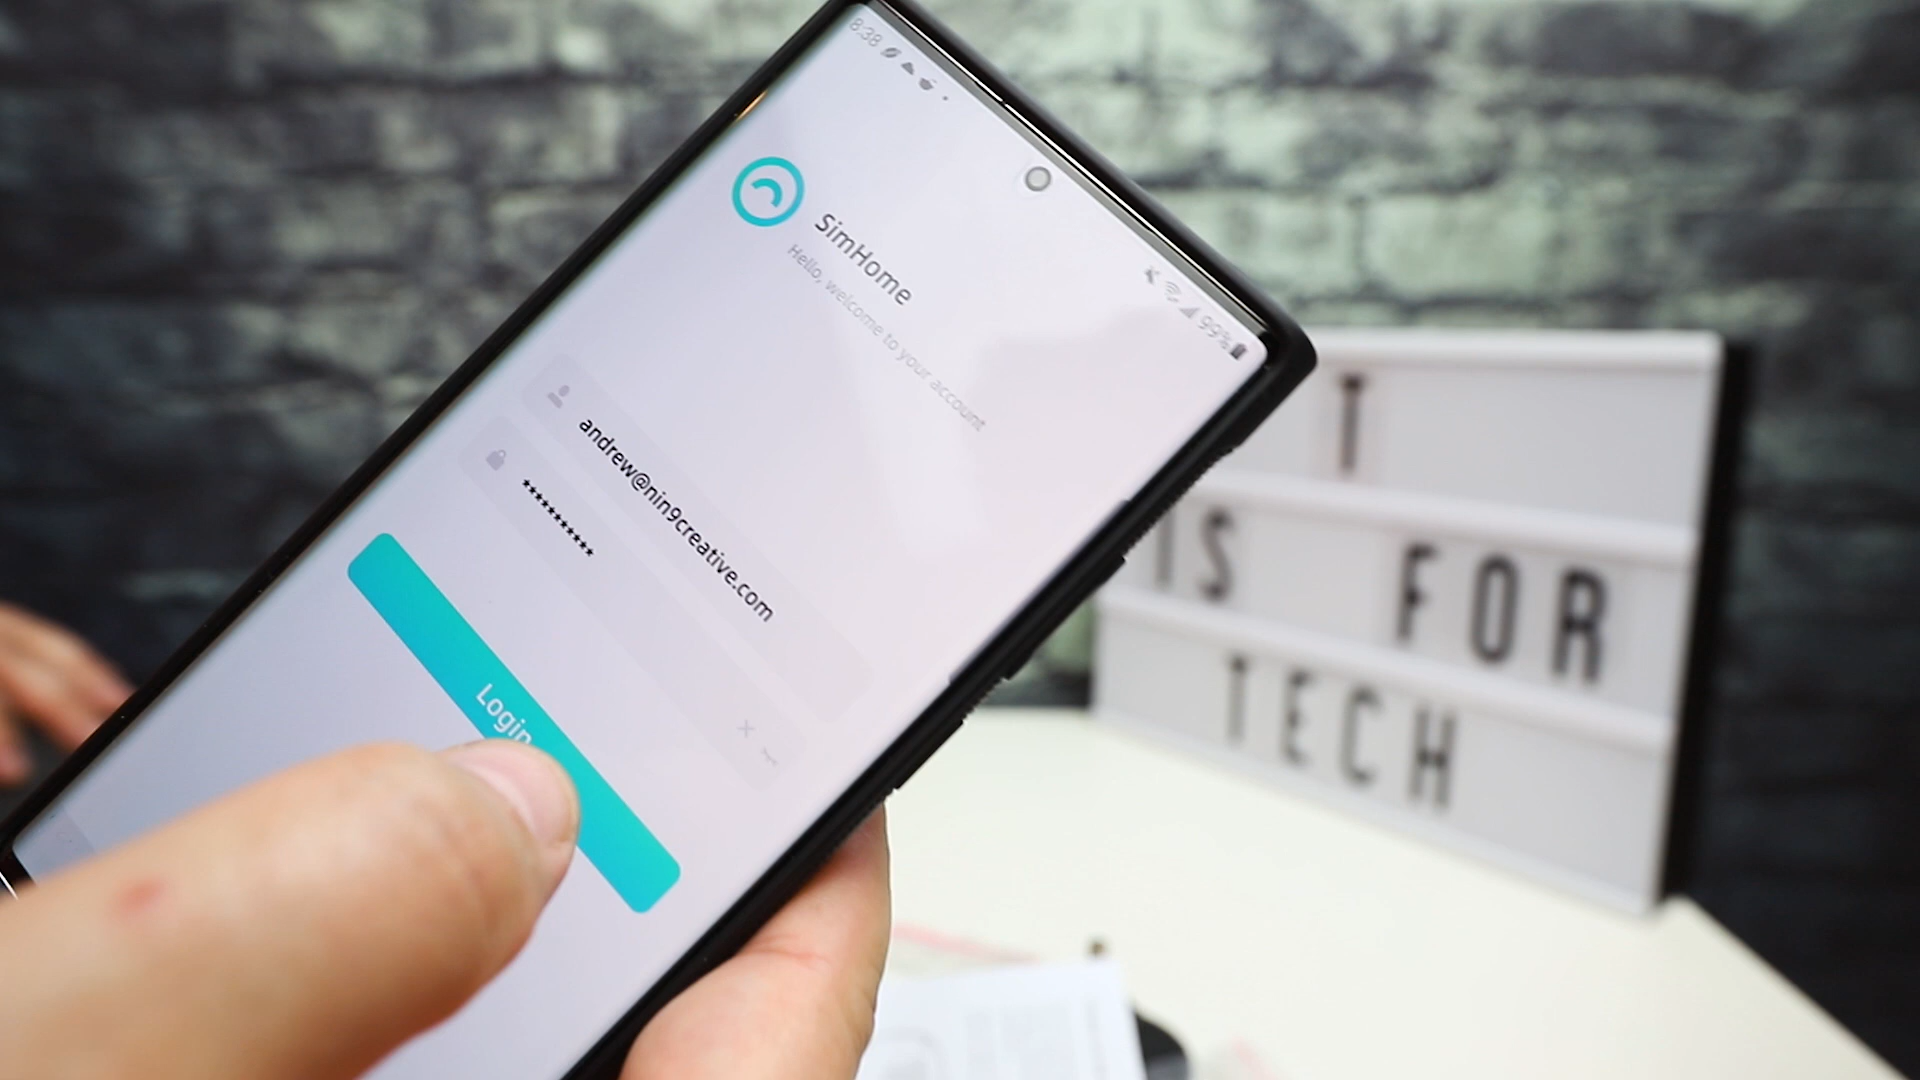 8:38
99%
SimHome
Hello, welcome to your account
andrew@nin9creative.com
**********
Login
T
IS FOR
TECH